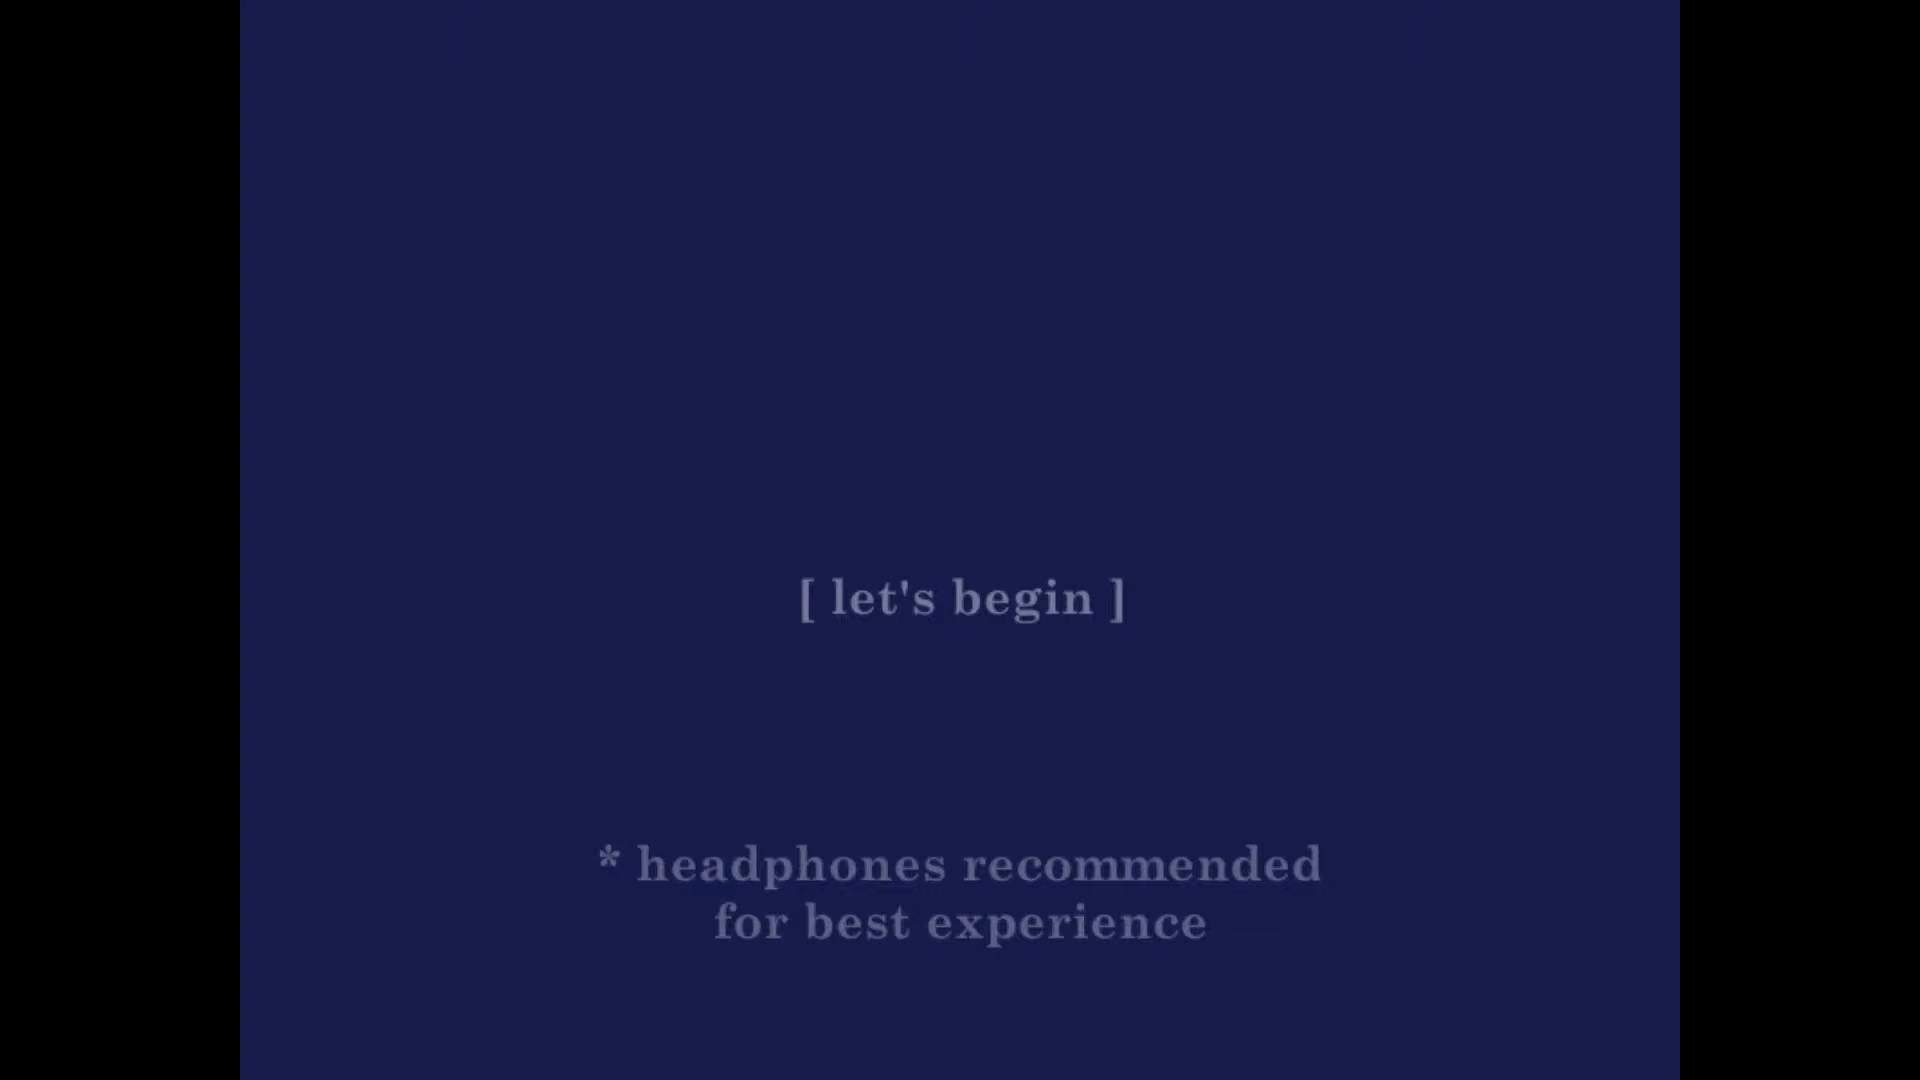 [ let's begin ]
* headphones recommended
for best experience